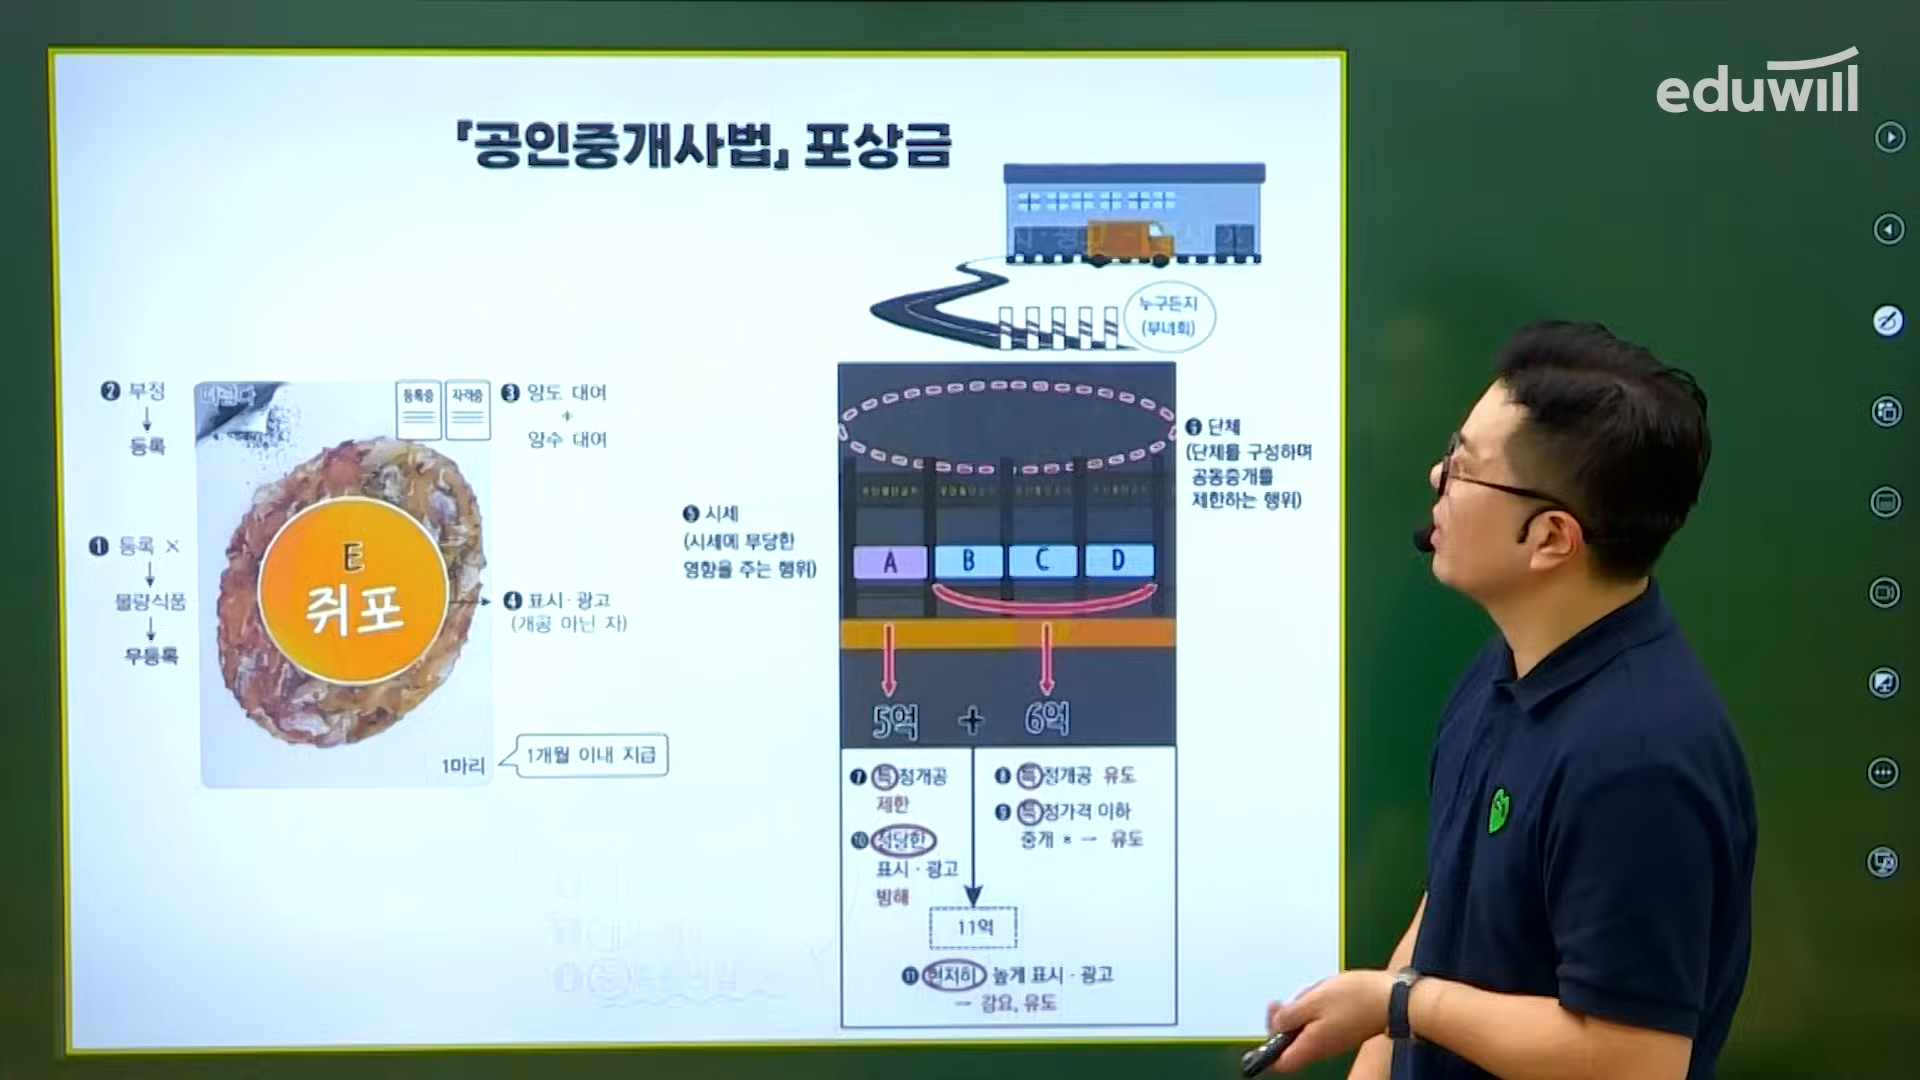 eduwill
『공인중개사법』 포상금
누구든지
(부녀회)
❷ 부정
등록
등록증
자격증
❸ 양도 대여
+
양수 대여
❶ 등록 ×
불량식품
무등록
E
쥐포
❹ 표시·광고
(개공 아닌 자)
1마리
1개월 이내 지급
❺ 시세
(시세에 부당한
영향을 주는 행위)
❻ 단체
(단체를 구성하며
공동중개를
제한하는 행위)
A
B
C
D
5억 + 6억
❼ 특정개공
제한
❿ 정당한
표시·광고
방해
❽ 특정개공 유도
❾ 특정가격 이하
중개 × → 유도
11억
⓫ 현저히 높게 표시·광고
→ 강요, 유도